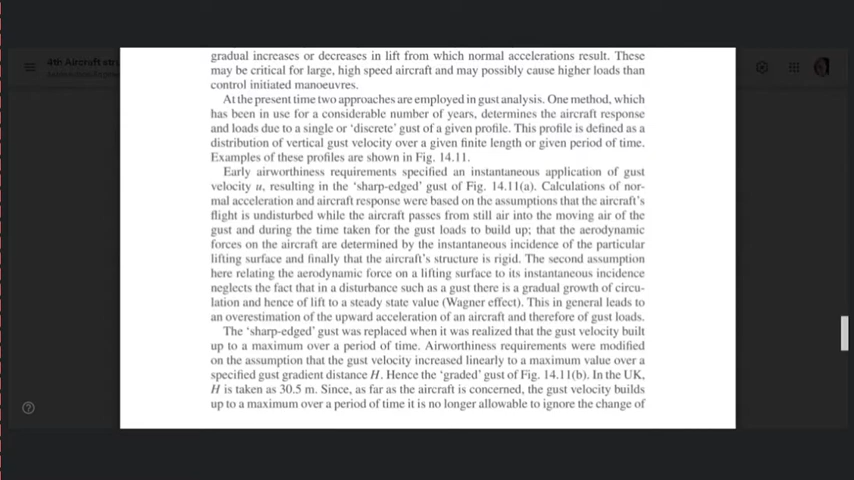 4th Aircraft str
gradual increases or decreases in lift from which normal accelerations result. These
may be critical for large, high speed aircraft and may possibly cause higher loads than
control initiated manoeuvres.
At the present time two approaches are employed in gust analysis. One method, which
has been in use for a considerable number of years, determines the aircraft response
and loads due to a single or ‘discrete’ gust of a given profile. This profile is defined as a
distribution of vertical gust velocity over a given finite length or given period of time.
Examples of these profiles are shown in Fig. 14.11.
Early airworthiness requirements specified an instantaneous application of gust
velocity u, resulting in the ‘sharp-edged’ gust of Fig. 14.11(a). Calculations of nor-
mal acceleration and aircraft response were based on the assumptions that the aircraft’s
flight is undisturbed while the aircraft passes from still air into the moving air of the
gust and during the time taken for the gust loads to build up; that the aerodynamic
forces on the aircraft are determined by the instantaneous incidence of the particular
lifting surface and finally that the aircraft’s structure is rigid. The second assumption
here relating the aerodynamic force on a lifting surface to its instantaneous incidence
neglects the fact that in a disturbance such as a gust there is a gradual growth of circu-
lation and hence of lift to a steady state value (Wagner effect). This in general leads to
an overestimation of the upward acceleration of an aircraft and therefore of gust loads.
The ‘sharp-edged’ gust was replaced when it was realized that the gust velocity built
up to a maximum over a period of time. Airworthiness requirements were modified
on the assumption that the gust velocity increased linearly to a maximum value over a
specified gust gradient distance H. Hence the ‘graded’ gust of Fig. 14.11(b). In the UK,
H is taken as 30.5 m. Since, as far as the aircraft is concerned, the gust velocity builds
up to a maximum over a period of time it is no longer allowable to ignore the change of